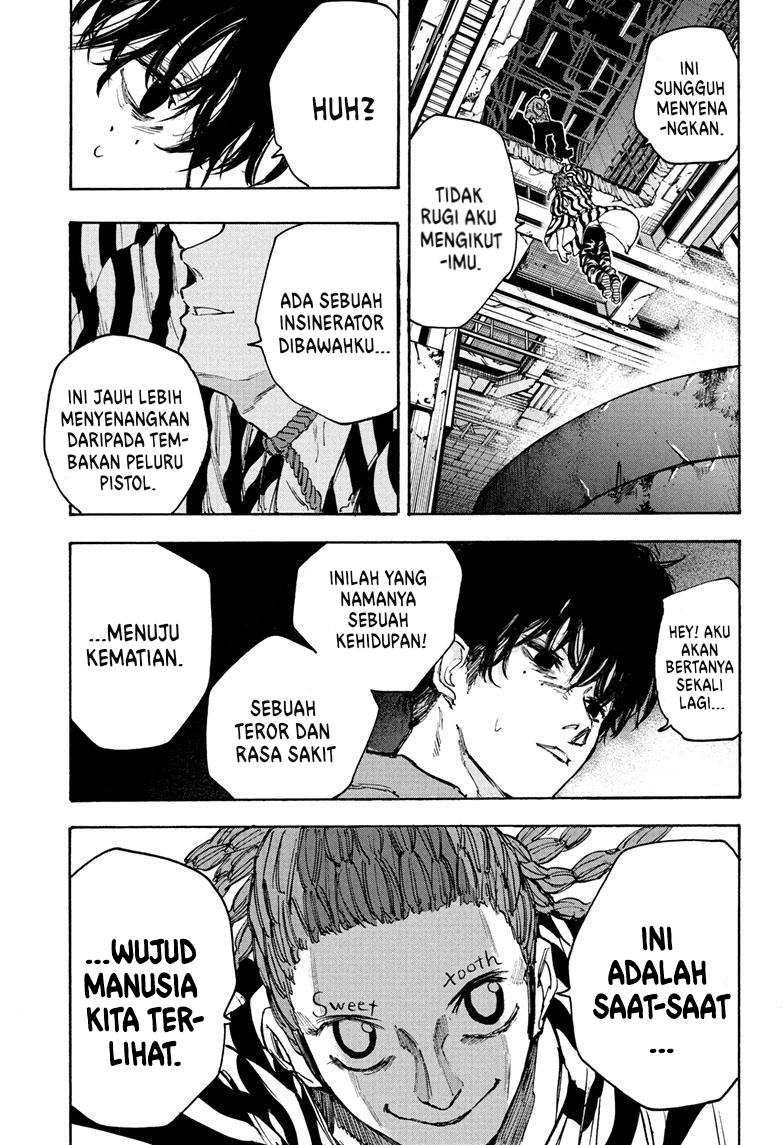 INI
SUNGGUH
MENYENA
-NGKAN.
TIDAK
RUGI AKU
MENGIKUT
-IMU.
HUH?
ADA SEBUAH
INSINERATOR
DIBAWAHKU...
INI JAUH LEBIH
MENYENANGKAN
DARIPADA TEM-
BAKAN PELURU
PISTOL.
HEY! AKU
AKAN
BERTANYA
SEKALI
LAGI...
INILAH YANG
NAMANYA
SEBUAH
KEHIDUPAN!
SEBUAH
TEROR DAN
RASA SAKIT
...MENUJU
KEMATIAN.
INI
ADALAH
SAAT-SAAT
...
Sweet
tooth
...WUJUD
MANUSIA
KITA TER-
LIHAT.